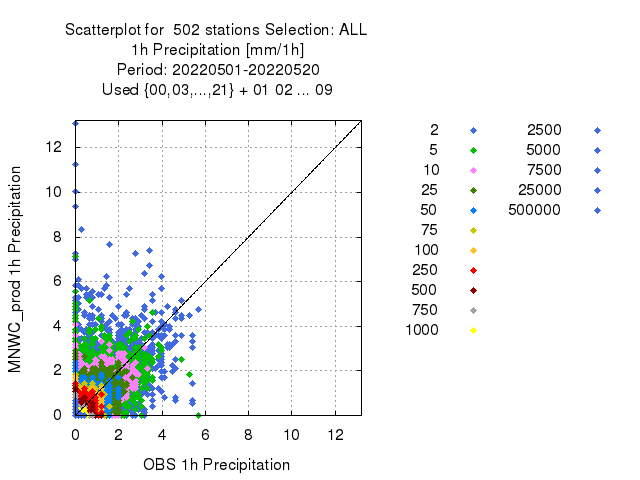 Scatterplot for 502 stations Selection: ALL
1h Precipitation [mm/1h]
Period: 20220501-20220520
Used {00,03,...,21} + 01 02 ... 09
2 2500
5 5000
10 7500
25 25000
50 500000
75
100
250
500
750
1000
MNWC_prod 1h Precipitation
12
10
8
6
4
2
0
0 2 4 6 8 10 12
OBS 1h Precipitation